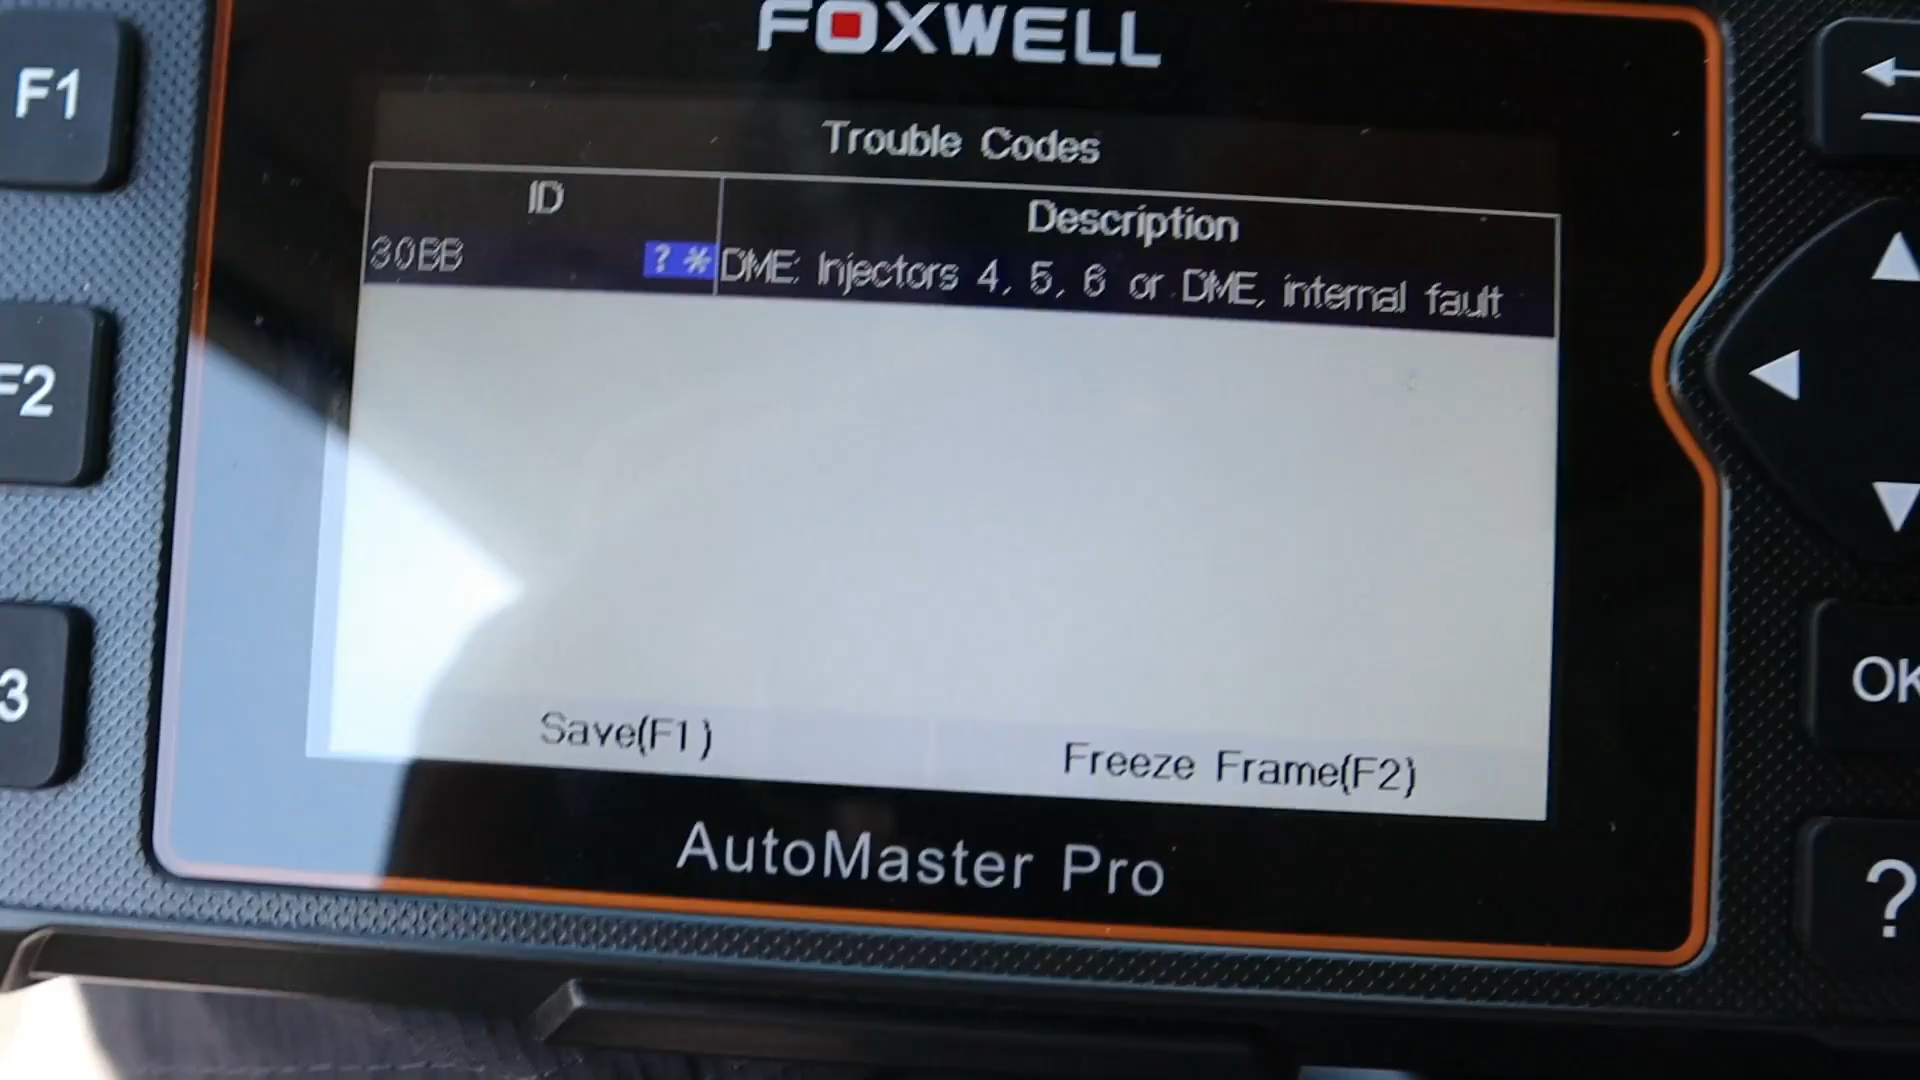 FOXWELL
F1
Trouble Codes
ID
Description
30BB
? *
DME: Injectors 4, 5, 6 or DME, internal fault
F2
3
OK
Save(F1)
Freeze Frame(F2)
AutoMaster Pro
?